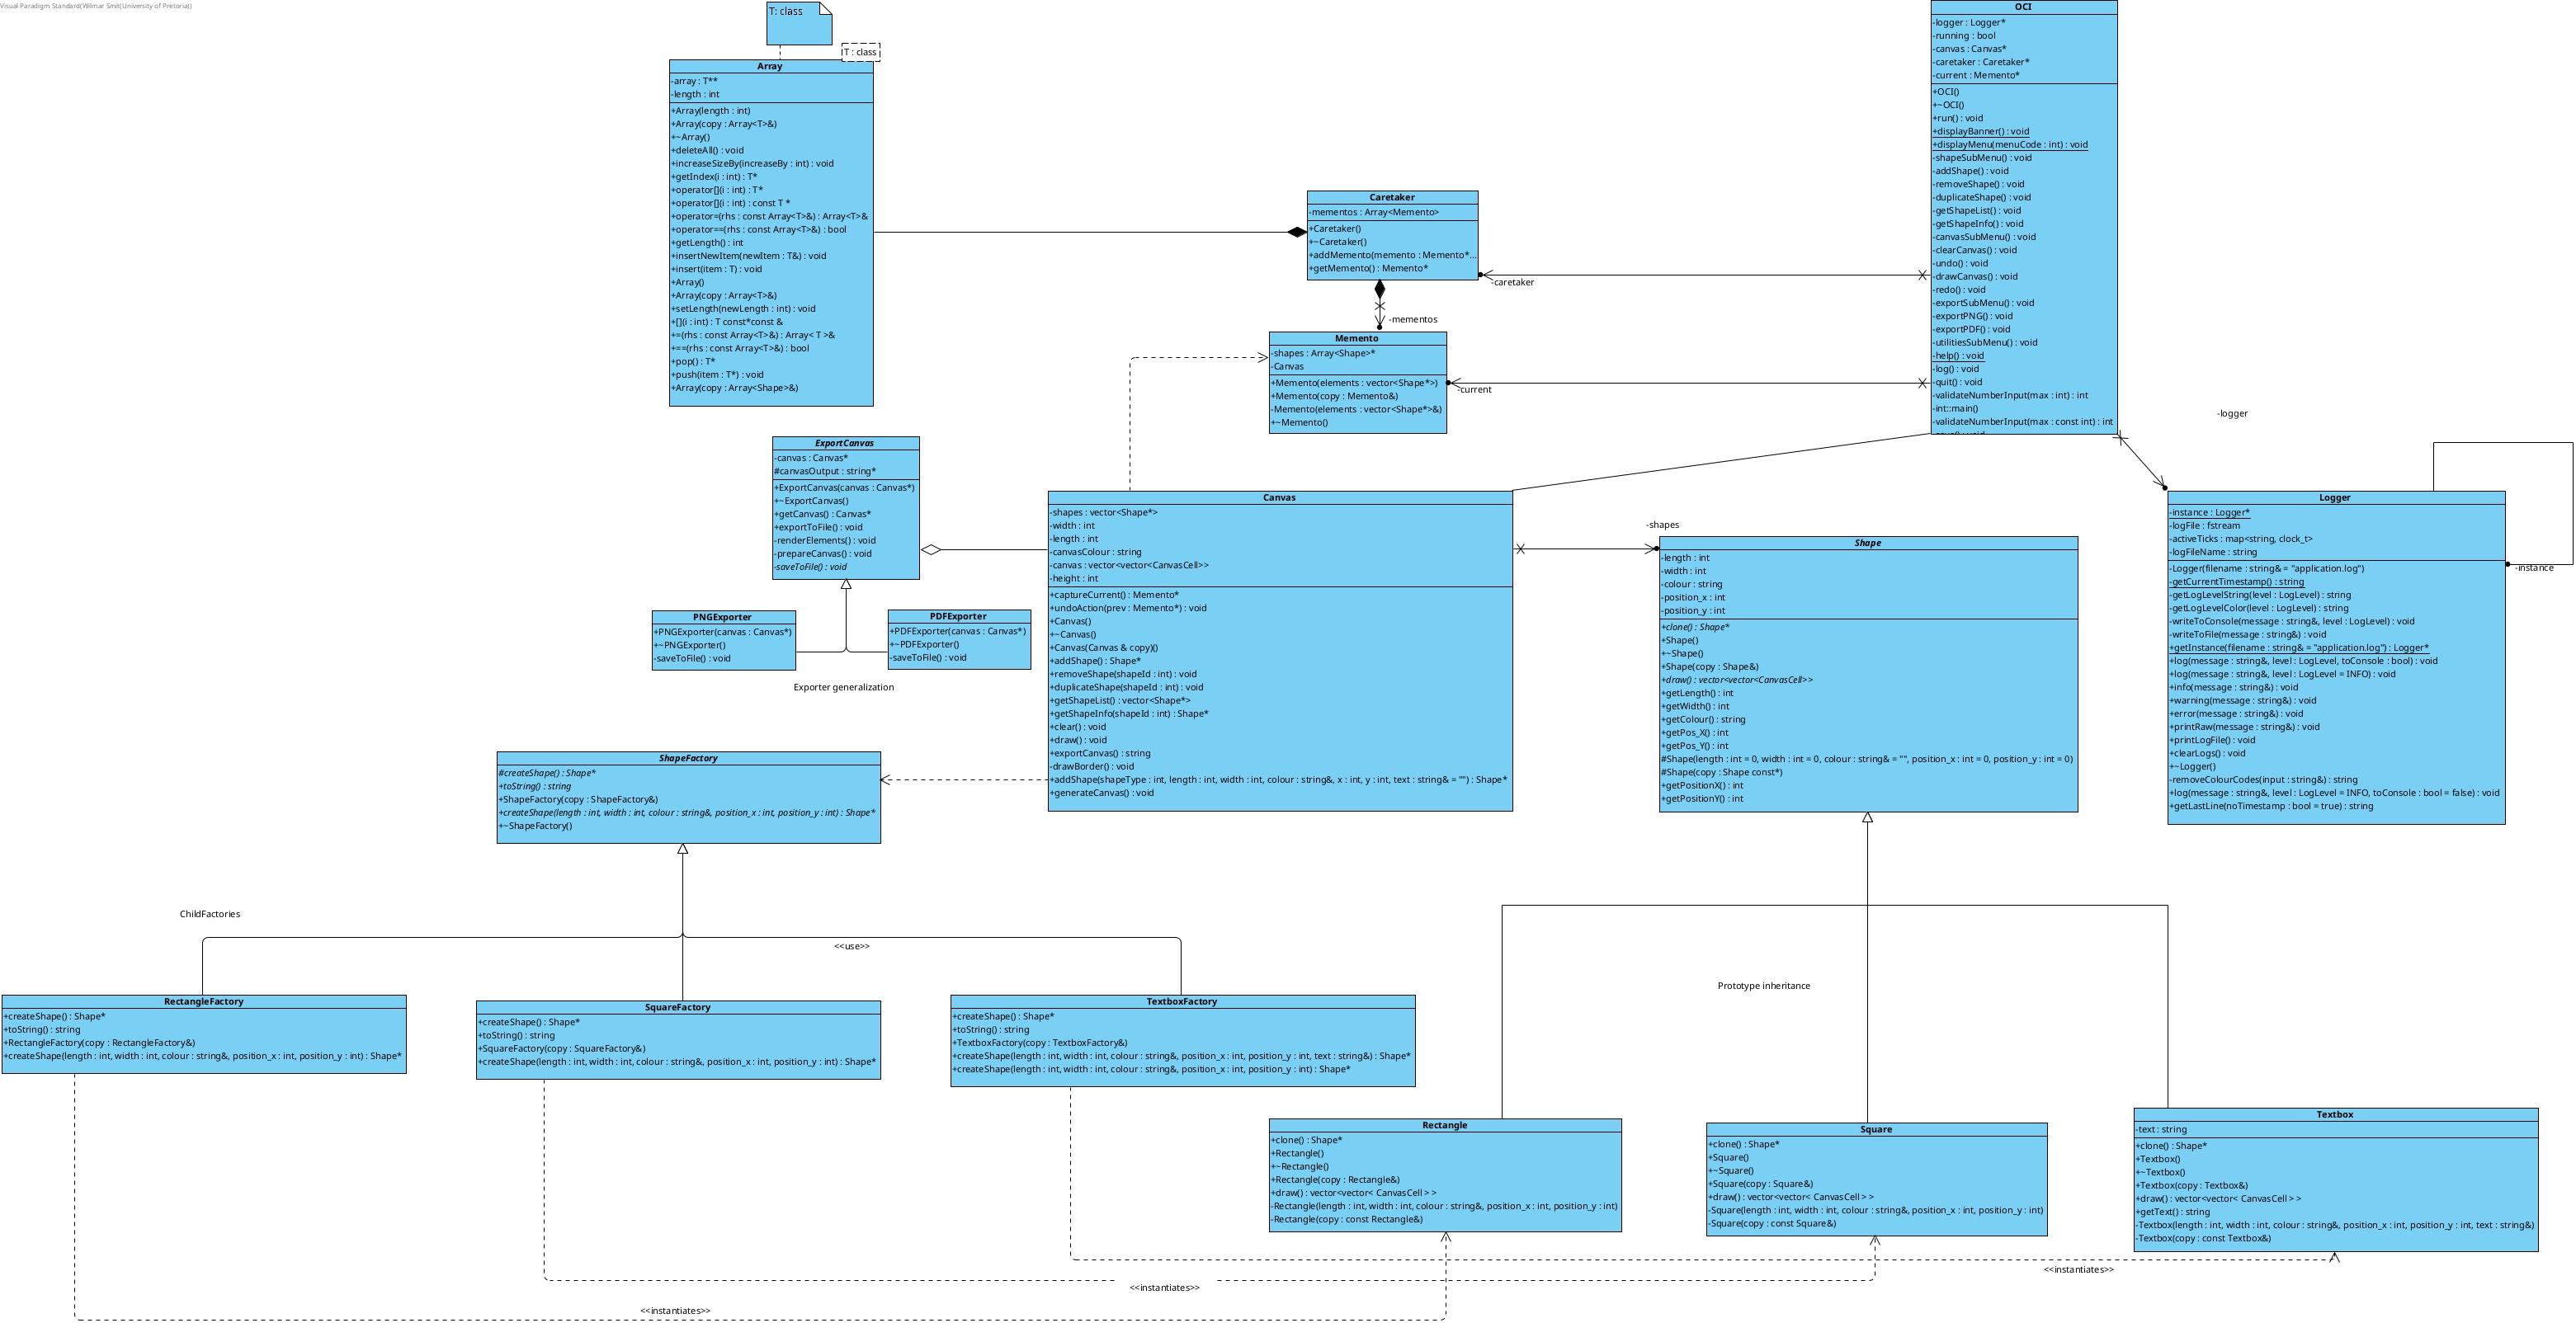 Visual Paradigm Standard(Wilmar Smit(University of Pretoria))
T: class
T : class
Array
-array : T**
-length : int
+Array(length : int)
+Array(copy : Array<T>&)
+~Array()
+deleteAll() : void
+increaseSizeBy(increaseBy : int) : void
+getIndex(i : int) : T*
+operator[](i : int) : T*
+operator[](i : int) : const T *
+operator=(rhs : const Array<T>&) : Array<T>&
+operator==(rhs : const Array<T>&) : bool
+getLength() : int
+insertNewItem(newItem : T&) : void
+insert(item : T) : void
+Array()
+Array(copy : Array<T>&)
+setLength(newLength : int) : void
+[](i : int) : T const*const &
+=(rhs : const Array<T>&) : Array< T >&
+==(rhs : const Array<T>&) : bool
+pop() : T*
+push(item : T*) : void
+Array(copy : Array<Shape>&)
Caretaker
-mementos : Array<Memento>
+Caretaker()
+~Caretaker()
+addMemento(memento : Memento*...
+getMemento() : Memento*
-caretaker
-mementos
Memento
-shapes : Array<Shape>*
-Canvas
+Memento(elements : vector<Shape*>)
+Memento(copy : Memento&)
-Memento(elements : vector<Shape*>&)
+~Memento()
-current
OCI
-logger : Logger*
-running : bool
-canvas : Canvas*
-caretaker : Caretaker*
-current : Memento*
+OCI()
+~OCI()
+run() : void
+displayBanner() : void
+displayMenu(menuCode : int) : void
-shapeSubMenu() : void
-addShape() : void
-removeShape() : void
-duplicateShape() : void
-getShapeList() : void
-getShapeInfo() : void
-canvasSubMenu() : void
-clearCanvas() : void
-undo() : void
-drawCanvas() : void
-redo() : void
-exportSubMenu() : void
-exportPNG() : void
-exportPDF() : void
-utilitiesSubMenu() : void
-help() : void
-log() : void
-quit() : void
-validateNumberInput(max : int) : int
-int::main()
-validateNumberInput(max : const int) : int
-logger
ExportCanvas
-canvas : Canvas*
#canvasOutput : string*
+ExportCanvas(canvas : Canvas*)
+~ExportCanvas()
+getCanvas() : Canvas*
+exportToFile() : void
-renderElements() : void
-prepareCanvas() : void
-saveToFile() : void
PNGExporter
+PNGExporter(canvas : Canvas*)
+~PNGExporter()
-saveToFile() : void
PDFExporter
+PDFExporter(canvas : Canvas*)
+~PDFExporter()
-saveToFile() : void
Exporter generalization
Canvas
-shapes : vector<Shape*>
-width : int
-length : int
-canvasColour : string
-canvas : vector<vector<CanvasCell>>
-height : int
+captureCurrent() : Memento*
+undoAction(prev : Memento*) : void
+Canvas()
+~Canvas()
+Canvas(Canvas & copy)()
+addShape() : Shape*
+removeShape(shapeId : int) : void
+duplicateShape(shapeId : int) : void
+getShapeList() : vector<Shape*>
+getShapeInfo(shapeId : int) : Shape*
+clear() : void
+draw() : void
+exportCanvas() : string
-drawBorder() : void
+addShape(shapeType : int, length : int, width : int, colour : string&, x : int, y : int, text : string& = "") : Shape*
+generateCanvas() : void
-shapes
Shape
-length : int
-width : int
-colour : string
-position_x : int
-position_y : int
+clone() : Shape*
+Shape()
+~Shape()
+Shape(copy : Shape&)
+draw() : vector<vector<CanvasCell>>
+getLength() : int
+getWidth() : int
+getColour() : string
+getPos_X() : int
+getPos_Y() : int
#Shape(length : int = 0, width : int = 0, colour : string& = "", position_x : int = 0, position_y : int = 0)
#Shape(copy : Shape const*)
+getPositionX() : int
+getPositionY() : int
Logger
-instance : Logger*
-logFile : fstream
-activeTicks : map<string, clock_t>
-logFileName : string
-Logger(filename : string& = "application.log")
-getCurrentTimestamp() : string
-getLogLevelString(level : LogLevel) : string
-getLogLevelColor(level : LogLevel) : string
-writeToConsole(message : string&, level : LogLevel) : void
-writeToFile(message : string&) : void
+getInstance(filename : string& = "application.log") : Logger*
+log(message : string&, level : LogLevel, toConsole : bool) : void
+log(message : string&, level : LogLevel = INFO) : void
+info(message : string&) : void
+warning(message : string&) : void
+error(message : string&) : void
+printRaw(message : string&) : void
+printLogFile() : void
+clearLogs() : void
+~Logger()
-removeColourCodes(input : string&) : string
+log(message : string&, level : LogLevel = INFO, toConsole : bool = false) : void
+getLastLine(noTimestamp : bool = true) : string
-instance
ShapeFactory
#createShape() : Shape*
+toString() : string
+ShapeFactory(copy : ShapeFactory&)
+createShape(length : int, width : int, colour : string&, position_x : int, position_y : int) : Shape*
+~ShapeFactory()
ChildFactories
<<use>>
RectangleFactory
+createShape() : Shape*
+toString() : string
+RectangleFactory(copy : RectangleFactory&)
+createShape(length : int, width : int, colour : string&, position_x : int, position_y : int) : Shape*
SquareFactory
+createShape() : Shape*
+toString() : string
+SquareFactory(copy : SquareFactory&)
+createShape(length : int, width : int, colour : string&, position_x : int, position_y : int) : Shape*
TextboxFactory
+createShape() : Shape*
+toString() : string
+TextboxFactory(copy : TextboxFactory&)
+createShape(length : int, width : int, colour : string&, position_x : int, position_y : int, text : string&) : Shape*
+createShape(length : int, width : int, colour : string&, position_x : int, position_y : int) : Shape*
Prototype inheritance
Rectangle
+clone() : Shape*
+Rectangle()
+~Rectangle()
+Rectangle(copy : Rectangle&)
+draw() : vector<vector< CanvasCell > >
-Rectangle(length : int, width : int, colour : string&, position_x : int, position_y : int)
-Rectangle(copy : const Rectangle&)
Square
+clone() : Shape*
+Square()
+~Square()
+Square(copy : Square&)
+draw() : vector<vector< CanvasCell > >
-Square(length : int, width : int, colour : string&, position_x : int, position_y : int)
-Square(copy : const Square&)
Textbox
-text : string
+clone() : Shape*
+Textbox()
+~Textbox()
+Textbox(copy : Textbox&)
+draw() : vector<vector< CanvasCell > >
+getText() : string
-Textbox(length : int, width : int, colour : string&, position_x : int, position_y : int, text : string&)
-Textbox(copy : const Textbox&)
<<instantiates>>
<<instantiates>>
<<instantiates>>